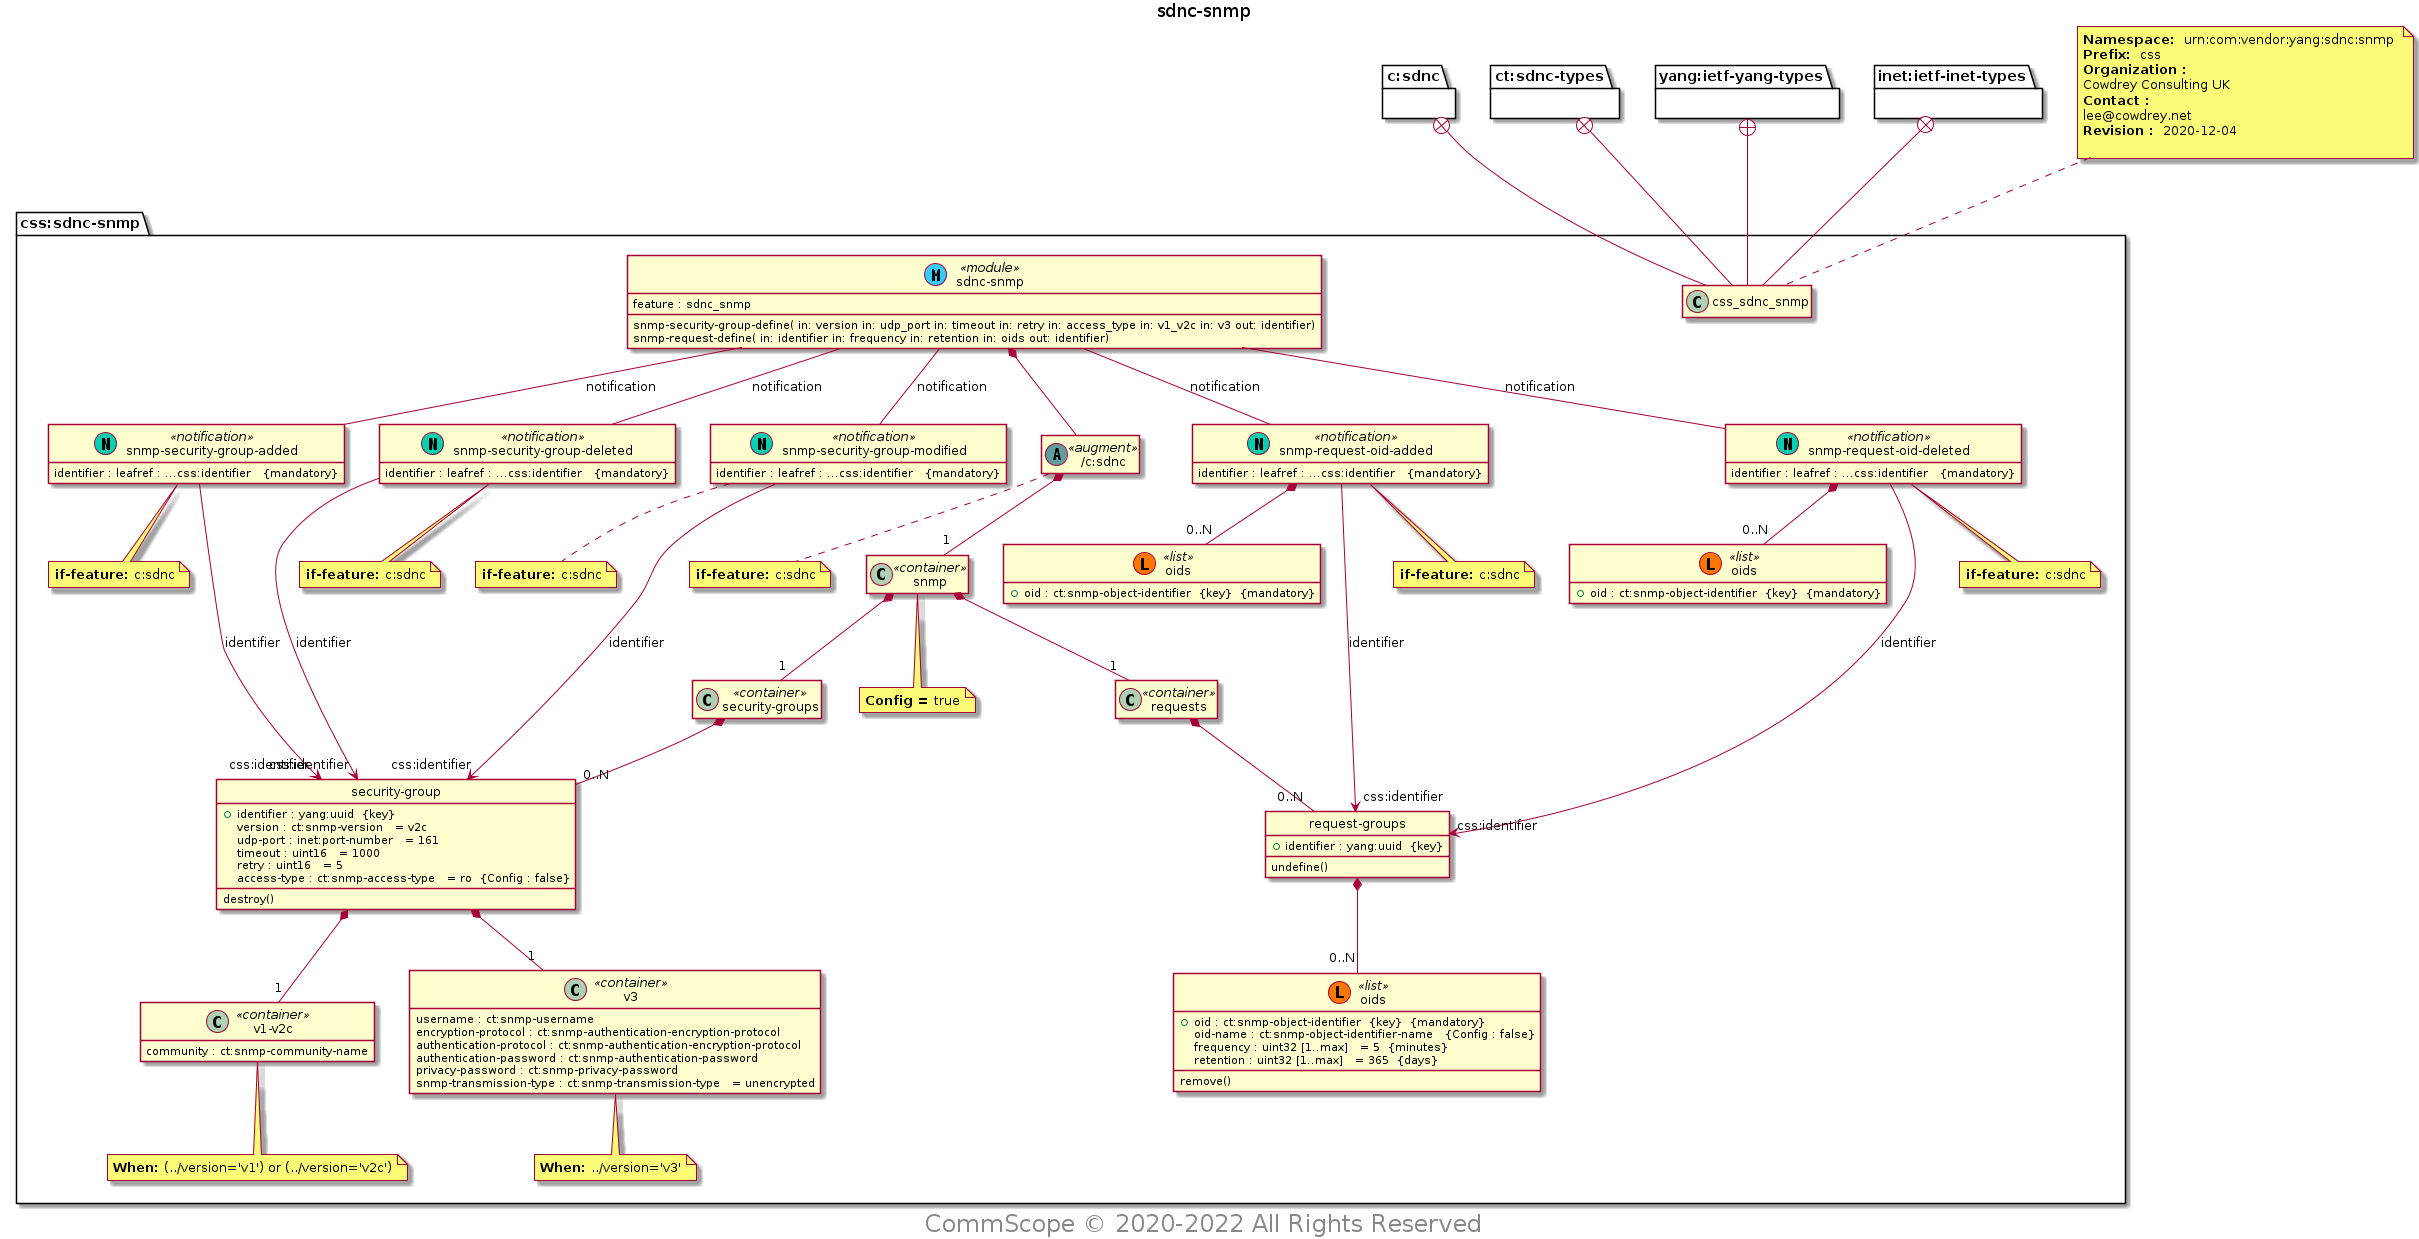 sdnc-snmp
Namespace:  urn:com:vendor:yang:sdnc:snmp
Prefix:  css
Organization :
Cowdrey Consulting UK
Contact :
lee@cowdrey.net
Revision :  2020-12-04
c:sdnc
ct:sdnc-types
yang:ietf-yang-types
inet:ietf-inet-types
css:sdnc-snmp
M
«module»
sdnc-snmp
feature : sdnc_snmp
snmp-security-group-define( in: version in: udp_port in: timeout in: retry in: access_type in: v1_v2c in: v3 out: identifier)
snmp-request-define( in: identifier in: frequency in: retention in: oids out: identifier)
C css_sdnc_snmp
notification
notification
notification
notification
notification
N
«notification»
snmp-security-group-added
identifier : leafref : ...css:identifier   {mandatory}
N
«notification»
snmp-security-group-deleted
identifier : leafref : ...css:identifier   {mandatory}
N
«notification»
snmp-security-group-modified
identifier : leafref : ...css:identifier   {mandatory}
A
«augment»
/c:sdnc
N
«notification»
snmp-request-oid-added
identifier : leafref : ...css:identifier   {mandatory}
N
«notification»
snmp-request-oid-deleted
identifier : leafref : ...css:identifier   {mandatory}
0..N
0..N
1
if-feature: c:sdnc
if-feature: c:sdnc
if-feature: c:sdnc
if-feature: c:sdnc
C
«container»
snmp
L
«list»
oids
oid : ct:snmp-object-identifier  {key}  {mandatory}
if-feature: c:sdnc
L
«list»
oids
oid : ct:snmp-object-identifier  {key}  {mandatory}
if-feature: c:sdnc
identifier
identifier
identifier
identifier
identifier
1
1
C
«container»
security-groups
Config = true
C
«container»
requests
css:identifier
css:identifier
css:identifier
0..N
0..N
css:identifier
css:identifier
security-group
identifier : yang:uuid  {key}
version : ct:snmp-version   = v2c
udp-port : inet:port-number   = 161
timeout : uint16   = 1000
retry : uint16   = 5
access-type : ct:snmp-access-type   = ro  {Config : false}
destroy()
request-groups
identifier : yang:uuid  {key}
undefine()
1
1
0..N
C
«container»
v1-v2c
community : ct:snmp-community-name
C
«container»
v3
username : ct:snmp-username
encryption-protocol : ct:snmp-authentication-encryption-protocol
authentication-protocol : ct:snmp-authentication-encryption-protocol
authentication-password : ct:snmp-authentication-password
privacy-password : ct:snmp-privacy-password
snmp-transmission-type : ct:snmp-transmission-type   = unencrypted
L
«list»
oids
oid : ct:snmp-object-identifier  {key}  {mandatory}
oid-name : ct:snmp-object-identifier-name   {Config : false}
frequency : uint32 [1..max]   = 5  {minutes}
retention : uint32 [1..max]   = 365  {days}
remove()
When: (../version='v1') or (../version='v2c')
When:  ../version='v3'
CommScope © 2020-2022 All Rights Reserved